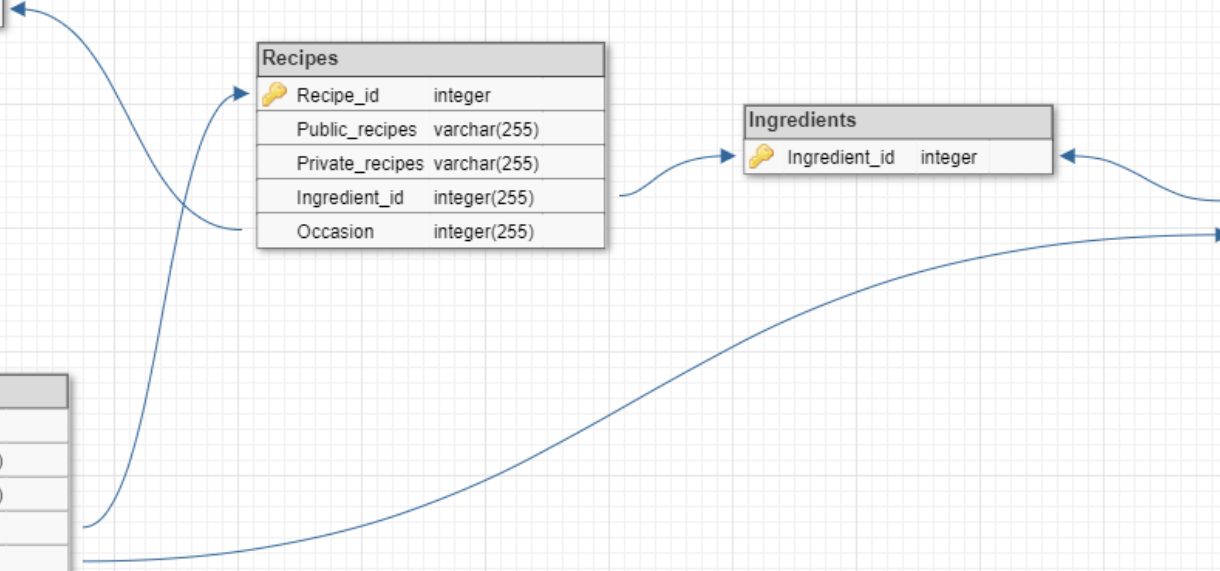 Recipes
Recipe_id integer
Public_recipes varchar(255)
Private_recipes varchar(255)
Ingredient_id integer(255)
Occasion integer(255)
Ingredients
Ingredient_id integer
)
)